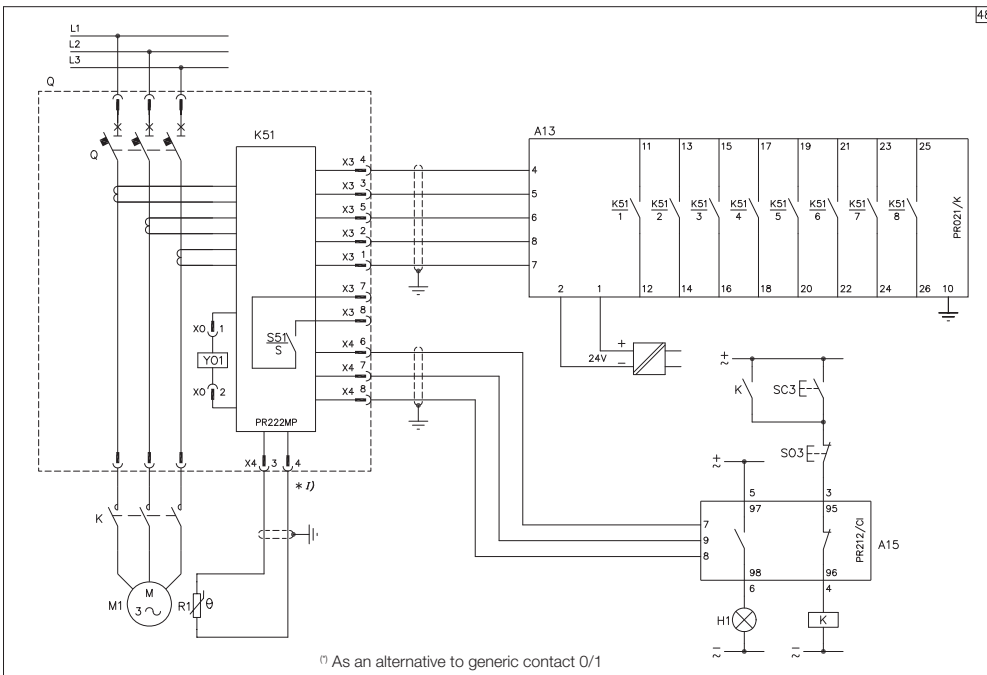 48
L1
L2
L3
Q
Q
K51
X3 4
X3 3
X3 5
X3 2
X3 1
X3 7
X3 8
X4 6
X4 7
X4 8
S51
S
X0 1
YO1
X0 2
PR222MP
X4 3 4
* I)
K
M1
M
3 ~
R1
θ
A13
4
5
6
8
7
11 13 15 17 19 21 23 25
K51
1
K51
2
K51
3
K51
4
K51
5
K51
6
K51
7
K51
8
PR021/K
2 1 12 14 16 18 20 22 24 26 10
24V
+
−
+
~
K
SC3
SO3
+
~
5 3
97 95
7
9
8
PR212/CI
A15
98 96
6 4
H1
K
−
~
−
~
(*) As an alternative to generic contact 0/1